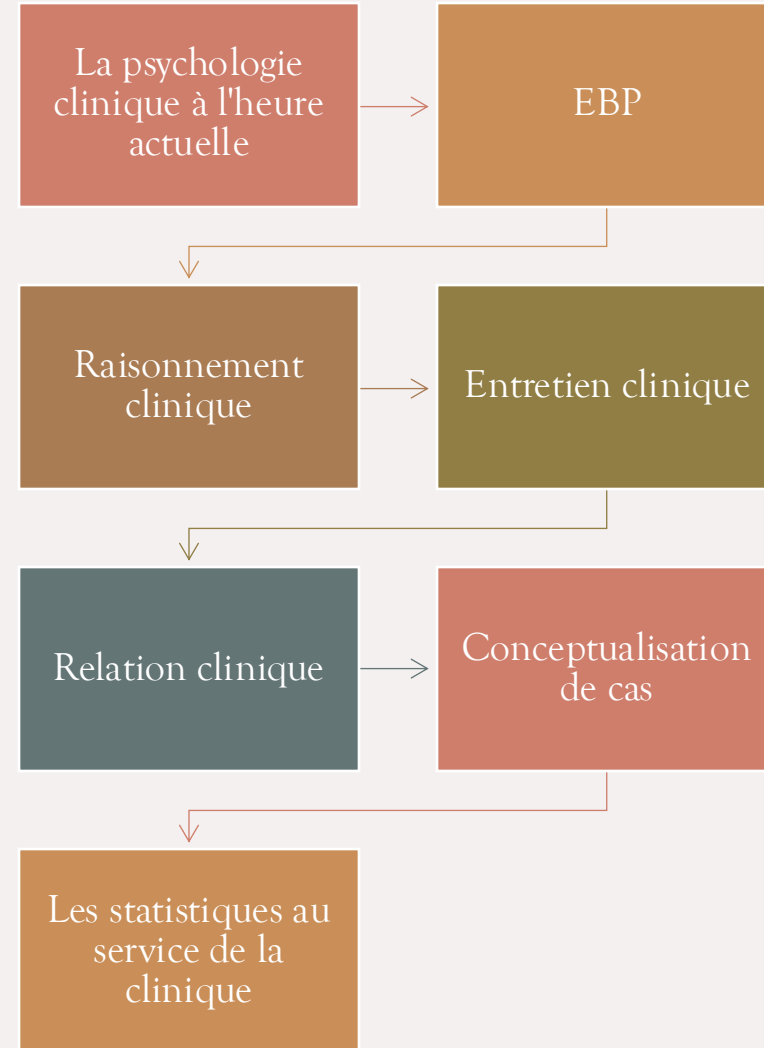 La psychologie
clinique à l'heure
actuelle
EBP
Raisonnement
clinique
Entretien clinique
Relation clinique
Conceptualisation
de cas
Les statistiques au
service de la
clinique